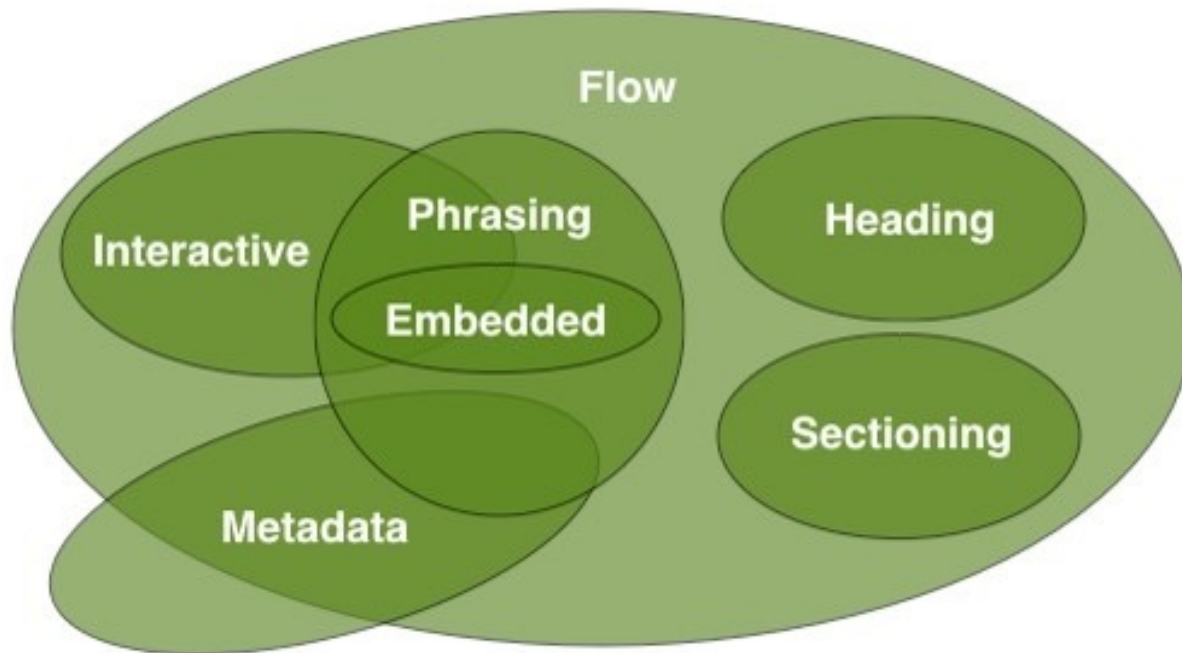 Flow
Phrasing
Heading
Interactive
Embedded
Sectioning
Metadata